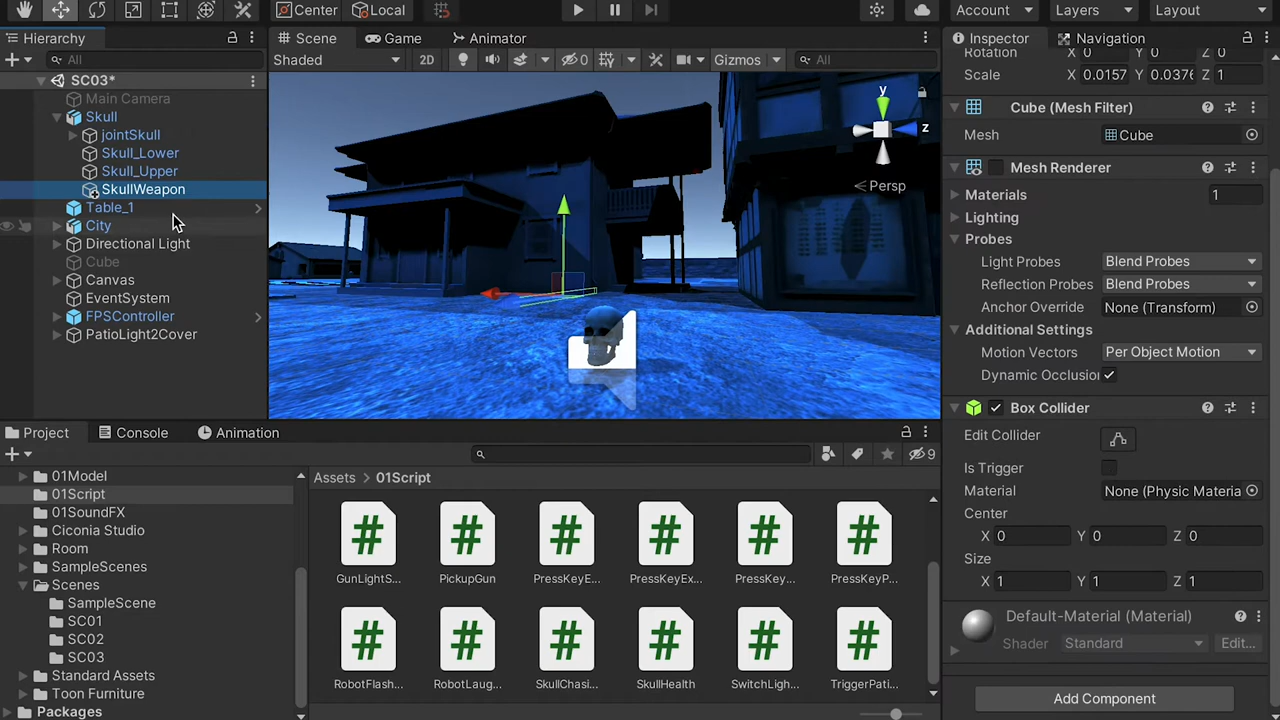 Center
Local
Account
Layers
Layout
Hierarchy
All
SC03*
Main Camera
Skull
jointSkull
Skull_Lower
Skull_Upper
SkullWeapon
Table_1
City
Directional Light
Cube
Canvas
EventSystem
FPSController
PatioLight2Cover
Scene
Game
Animator
Shaded
2D
0
Gizmos
All
y
z
Persp
Inspector
Navigation
Rotation X 0 Y 0 Z 0
Scale X 0.0157 Y 0.0376 Z 1
Cube (Mesh Filter)
Mesh Cube
Mesh Renderer
Materials 1
Lighting
Probes
Light Probes Blend Probes
Reflection Probes Blend Probes
Anchor Override None (Transform)
Additional Settings
Motion Vectors Per Object Motion
Dynamic Occlusion
Box Collider
Edit Collider
Is Trigger
Material None (Physic Materia
Center
X 0 Y 0 Z 0
Size
X 1 Y 1 Z 1
Default-Material (Material)
Shader Standard Edit...
Add Component
Project
Console
Animation
9
01Model
01Script
01SoundFX
Ciconia Studio
Room
SampleScenes
Scenes
SampleScene
SC01
SC02
SC03
Standard Assets
Toon Furniture
Packages
Assets > 01Script
GunLightS... PickupGun PressKeyE... PressKeyEx... PressKey... PressKeyP...
RobotFlash... RobotLaug... SkullChasi... SkullHealth SwitchLigh... TriggerPati...